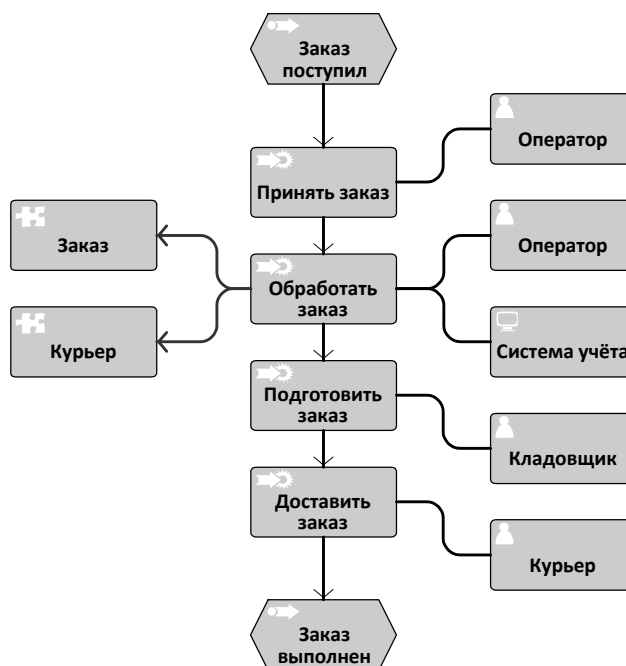 Заказ
поступил
Оператор
Принять заказ
Заказ
Оператор
Обработать
заказ
Курьер
Система учёта
Подготовить
заказ
Кладовщик
Доставить
заказ
Курьер
Заказ
выполнен